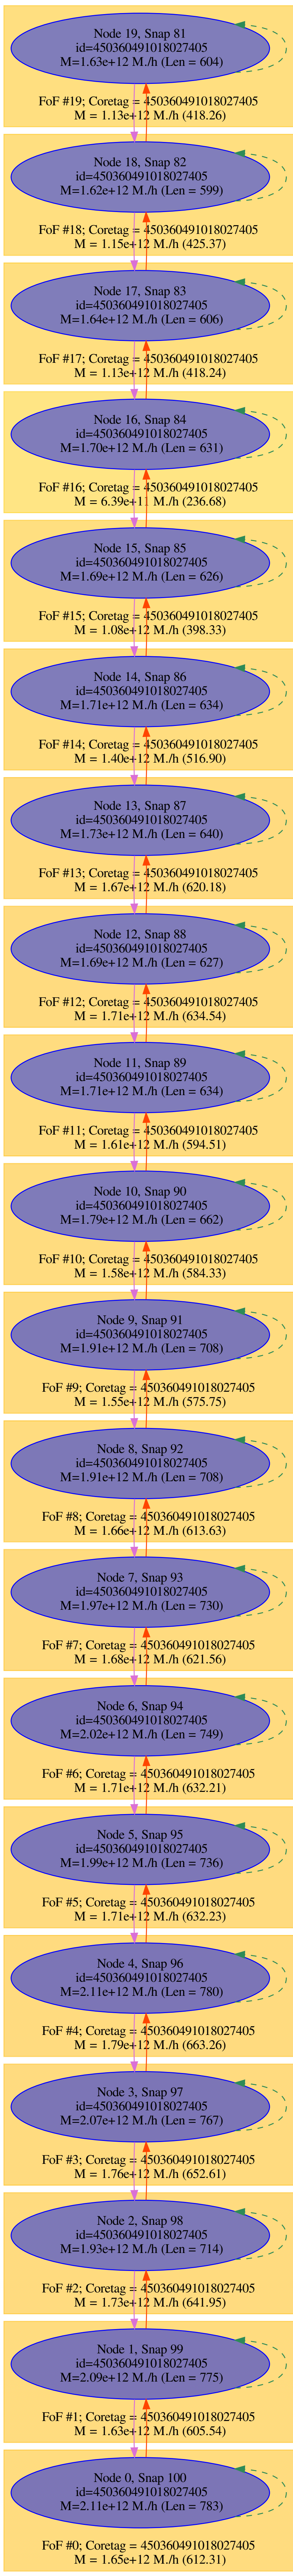 Node 19, Snap 81
id=450360491018027405
M=1.63e+12 M./h (Len = 604)
FoF #19; Coretag = 450360491018027405
M = 1.13e+12 M./h (418.26)
Node 18, Snap 82
id=450360491018027405
M=1.62e+12 M./h (Len = 599)
FoF #18; Coretag = 450360491018027405
M = 1.15e+12 M./h (425.37)
Node 17, Snap 83
id=450360491018027405
M=1.64e+12 M./h (Len = 606)
FoF #17; Coretag = 450360491018027405
M = 1.13e+12 M./h (418.24)
Node 16, Snap 84
id=450360491018027405
M=1.70e+12 M./h (Len = 631)
FoF #16; Coretag = 450360491018027405
M = 6.39e+11 M./h (236.68)
Node 15, Snap 85
id=450360491018027405
M=1.69e+12 M./h (Len = 626)
FoF #15; Coretag = 450360491018027405
M = 1.08e+12 M./h (398.33)
Node 14, Snap 86
id=450360491018027405
M=1.71e+12 M./h (Len = 634)
FoF #14; Coretag = 450360491018027405
M = 1.40e+12 M./h (516.90)
Node 13, Snap 87
id=450360491018027405
M=1.73e+12 M./h (Len = 640)
FoF #13; Coretag = 450360491018027405
M = 1.67e+12 M./h (620.18)
Node 12, Snap 88
id=450360491018027405
M=1.69e+12 M./h (Len = 627)
FoF #12; Coretag = 450360491018027405
M = 1.71e+12 M./h (634.54)
Node 11, Snap 89
id=450360491018027405
M=1.71e+12 M./h (Len = 634)
FoF #11; Coretag = 450360491018027405
M = 1.61e+12 M./h (594.51)
Node 10, Snap 90
id=450360491018027405
M=1.79e+12 M./h (Len = 662)
FoF #10; Coretag = 450360491018027405
M = 1.58e+12 M./h (584.33)
Node 9, Snap 91
id=450360491018027405
M=1.91e+12 M./h (Len = 708)
FoF #9; Coretag = 450360491018027405
M = 1.55e+12 M./h (575.75)
Node 8, Snap 92
id=450360491018027405
M=1.91e+12 M./h (Len = 708)
FoF #8; Coretag = 450360491018027405
M = 1.66e+12 M./h (613.63)
Node 7, Snap 93
id=450360491018027405
M=1.97e+12 M./h (Len = 730)
FoF #7; Coretag = 450360491018027405
M = 1.68e+12 M./h (621.56)
Node 6, Snap 94
id=450360491018027405
M=2.02e+12 M./h (Len = 749)
FoF #6; Coretag = 450360491018027405
M = 1.71e+12 M./h (632.21)
Node 5, Snap 95
id=450360491018027405
M=1.99e+12 M./h (Len = 736)
FoF #5; Coretag = 450360491018027405
M = 1.71e+12 M./h (632.23)
Node 4, Snap 96
id=450360491018027405
M=2.11e+12 M./h (Len = 780)
FoF #4; Coretag = 450360491018027405
M = 1.79e+12 M./h (663.26)
Node 3, Snap 97
id=450360491018027405
M=2.07e+12 M./h (Len = 767)
FoF #3; Coretag = 450360491018027405
M = 1.76e+12 M./h (652.61)
Node 2, Snap 98
id=450360491018027405
M=1.93e+12 M./h (Len = 714)
FoF #2; Coretag = 450360491018027405
M = 1.73e+12 M./h (641.95)
Node 1, Snap 99
id=450360491018027405
M=2.09e+12 M./h (Len = 775)
FoF #1; Coretag = 450360491018027405
M = 1.63e+12 M./h (605.54)
Node 0, Snap 100
id=450360491018027405
M=2.11e+12 M./h (Len = 783)
FoF #0; Coretag = 450360491018027405
M = 1.65e+12 M./h (612.31)